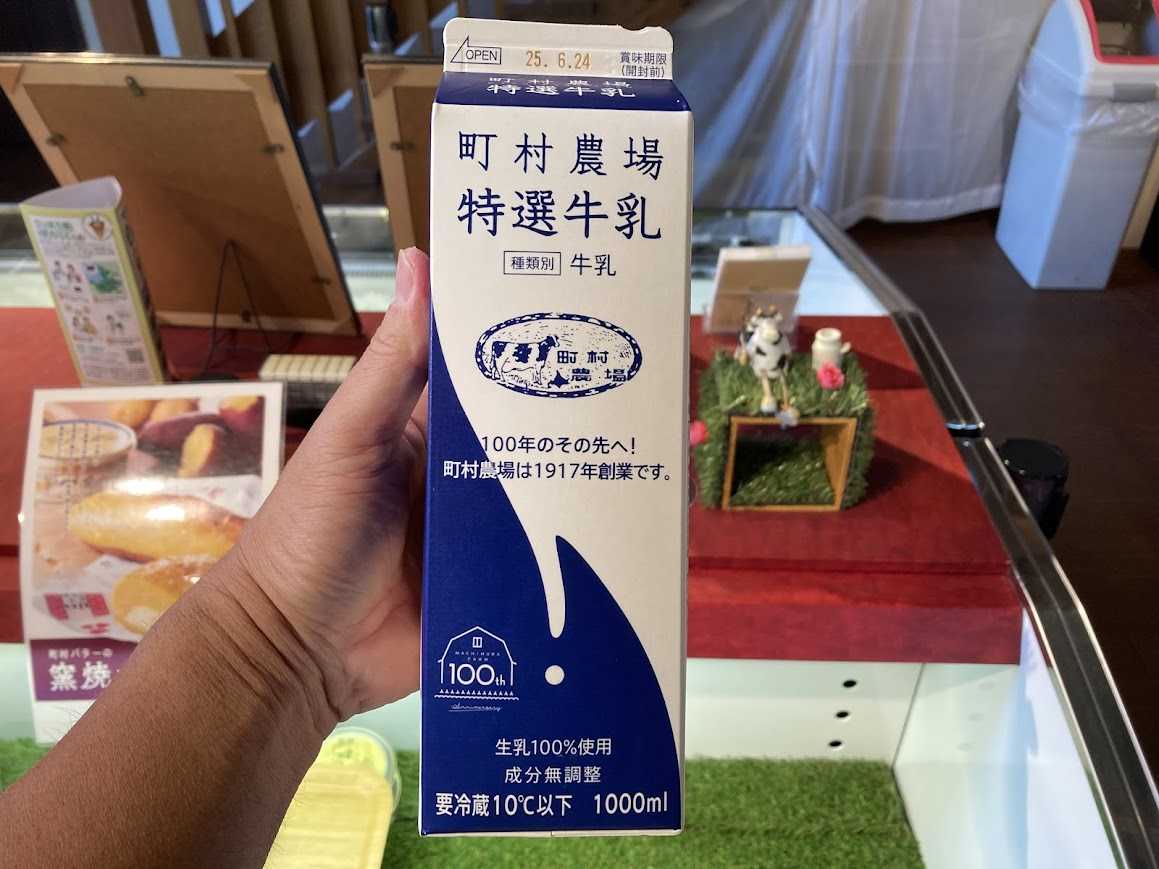 OPEN
25. 6.24
賞味期限
(開封前)
町村農場
特選牛乳
町村農場
特選牛乳
種類別 牛乳
町村
農場
100年のその先へ!
町村農場は1917年創業です。
MACHIMURA
FARM
100th
Anniversary
生乳100%使用
成分無調整
要冷蔵10℃以下 1000ml
町村バターの
窯焼